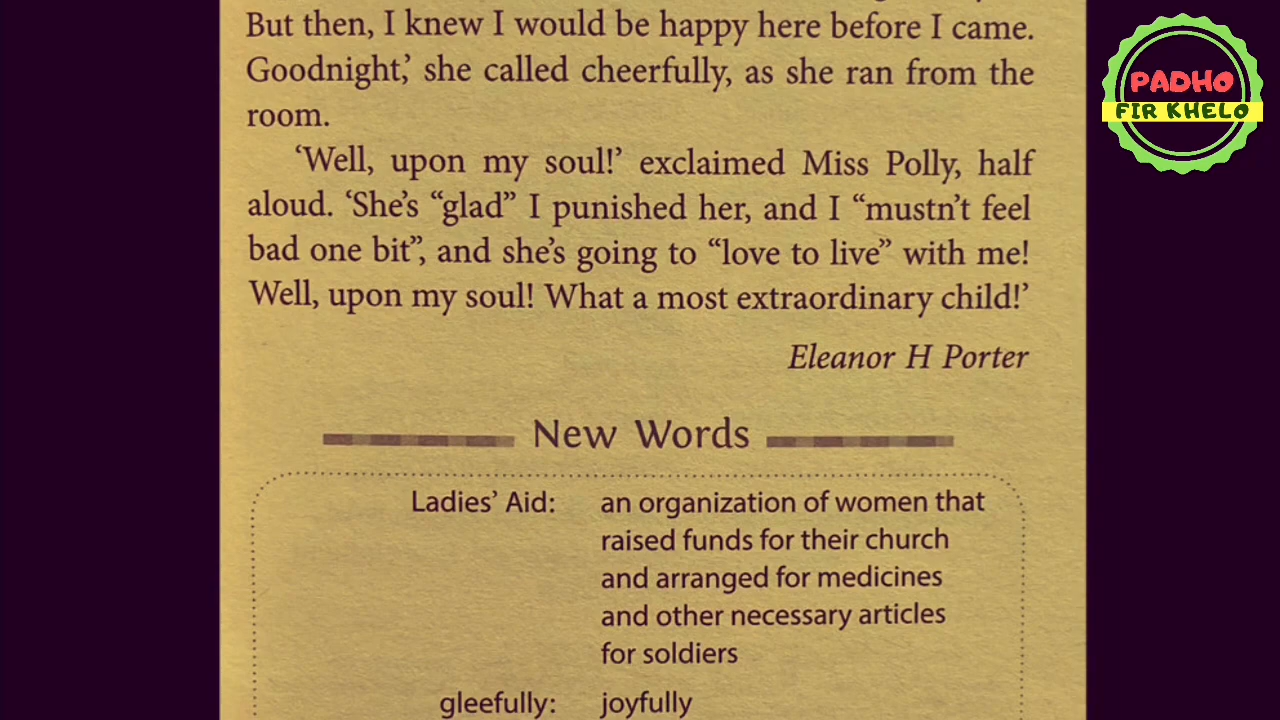 But then, I knew I would be happy here before I came.
Goodnight,’ she called cheerfully, as she ran from the
room.
‘Well, upon my soul!’ exclaimed Miss Polly, half
aloud. ‘She’s “glad” I punished her, and I “mustn’t feel
bad one bit”, and she’s going to “love to live” with me!
Well, upon my soul! What a most extraordinary child!’
Eleanor H Porter
New Words
Ladies’ Aid: an organization of women that
raised funds for their church
and arranged for medicines
and other necessary articles
for soldiers
gleefully: joyfully
PADHO
FIR KHELO